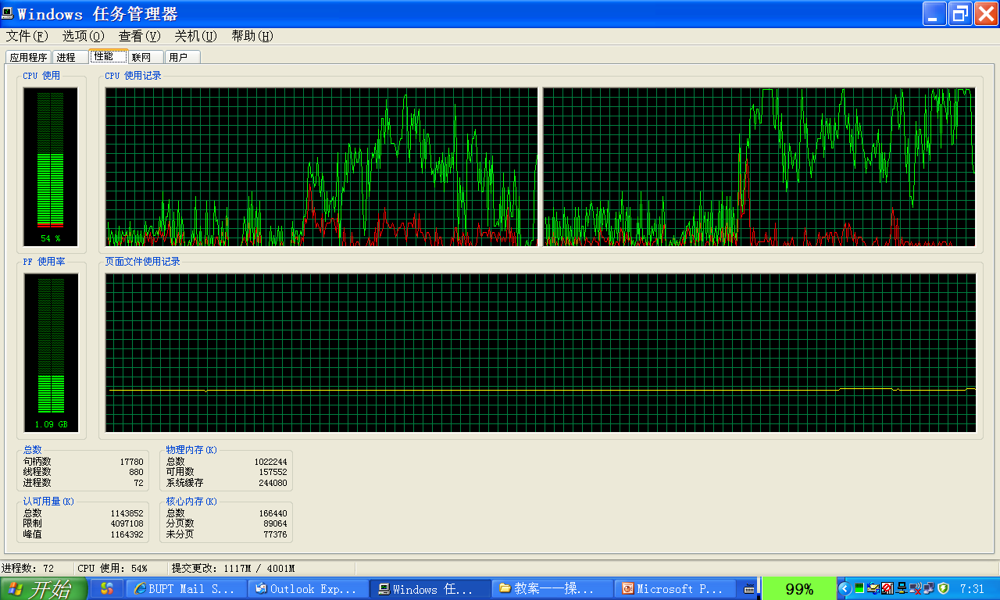 Windows 任务管理器
文件(F) 选项(O) 查看(V) 关机(U) 帮助(H)
应用程序 进程 性能 联网 用户
CPU 使用
CPU 使用记录
54 %
PF 使用率
页面文件使用记录
1.09 GB
总数
句柄数 17780
线程数 880
进程数 72
物理内存(K)
总数 1022244
可用数 157552
系统缓存 244080
认可用量(K)
总数 1143852
限制 4097108
峰值 1164392
核心内存(K)
总数 166440
分页数 89064
未分页 77376
进程数: 72 CPU 使用: 54% 提交更改: 1117M / 4001M
开始 BUPT Mail S... Outlook Exp... Windows 任... 教案——操... Microsoft P... 99% 7:31